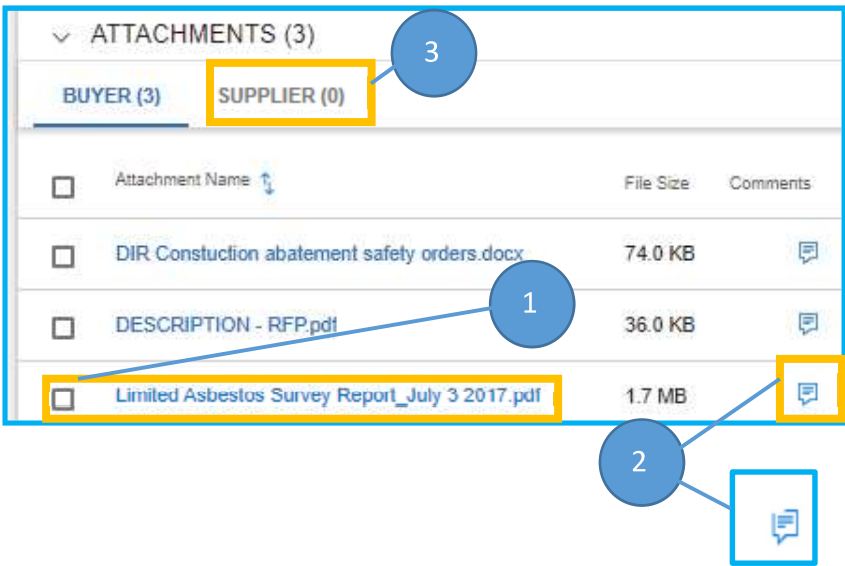 ATTACHMENTS (3)
3
BUYER (3) SUPPLIER (0)
Attachment Name File Size Comments
DIR Constuction abatement safety orders.docx 74.0 KB
1
DESCRIPTION - RFP.pdf 36.0 KB
Limited Asbestos Survey Report_July 3 2017.pdf 1.7 MB
2